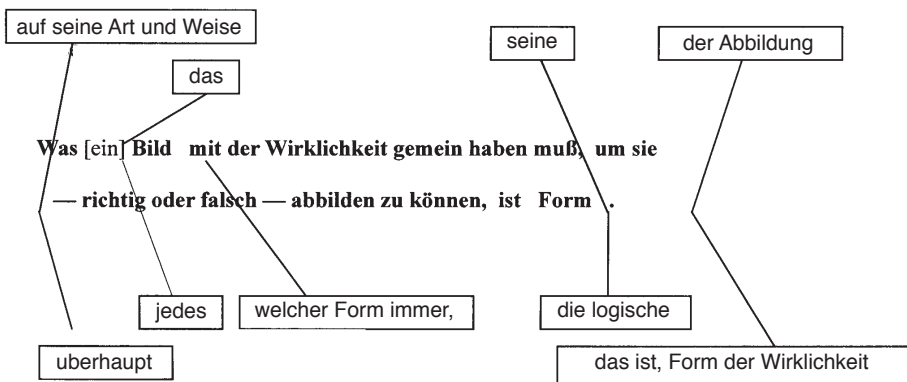 auf seine Art und Weise
seine
der Abbildung
das
Was [ein] Bild mit der Wirklichkeit gemein haben muß, um sie
— richtig oder falsch — abbilden zu können, ist Form .
jedes
welcher Form immer,
die logische
uberhaupt
das ist, Form der Wirklichkeit